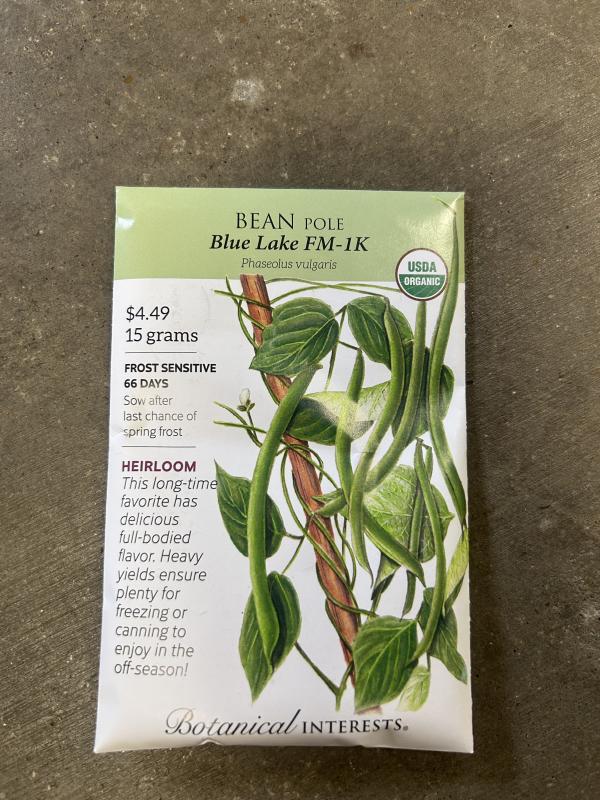 BEAN POLE
Blue Lake FM-1K
Phaseolus vulgaris
USDA
ORGANIC
$4.49
15 grams
FROST SENSITIVE
66 DAYS
Sow after
last chance of
spring frost
HEIRLOOM
This long-time
favorite has
delicious
full-bodied
flavor. Heavy
yields ensure
plenty for
freezing or
canning to
enjoy in the
off-season!
Botanical INTERESTS®